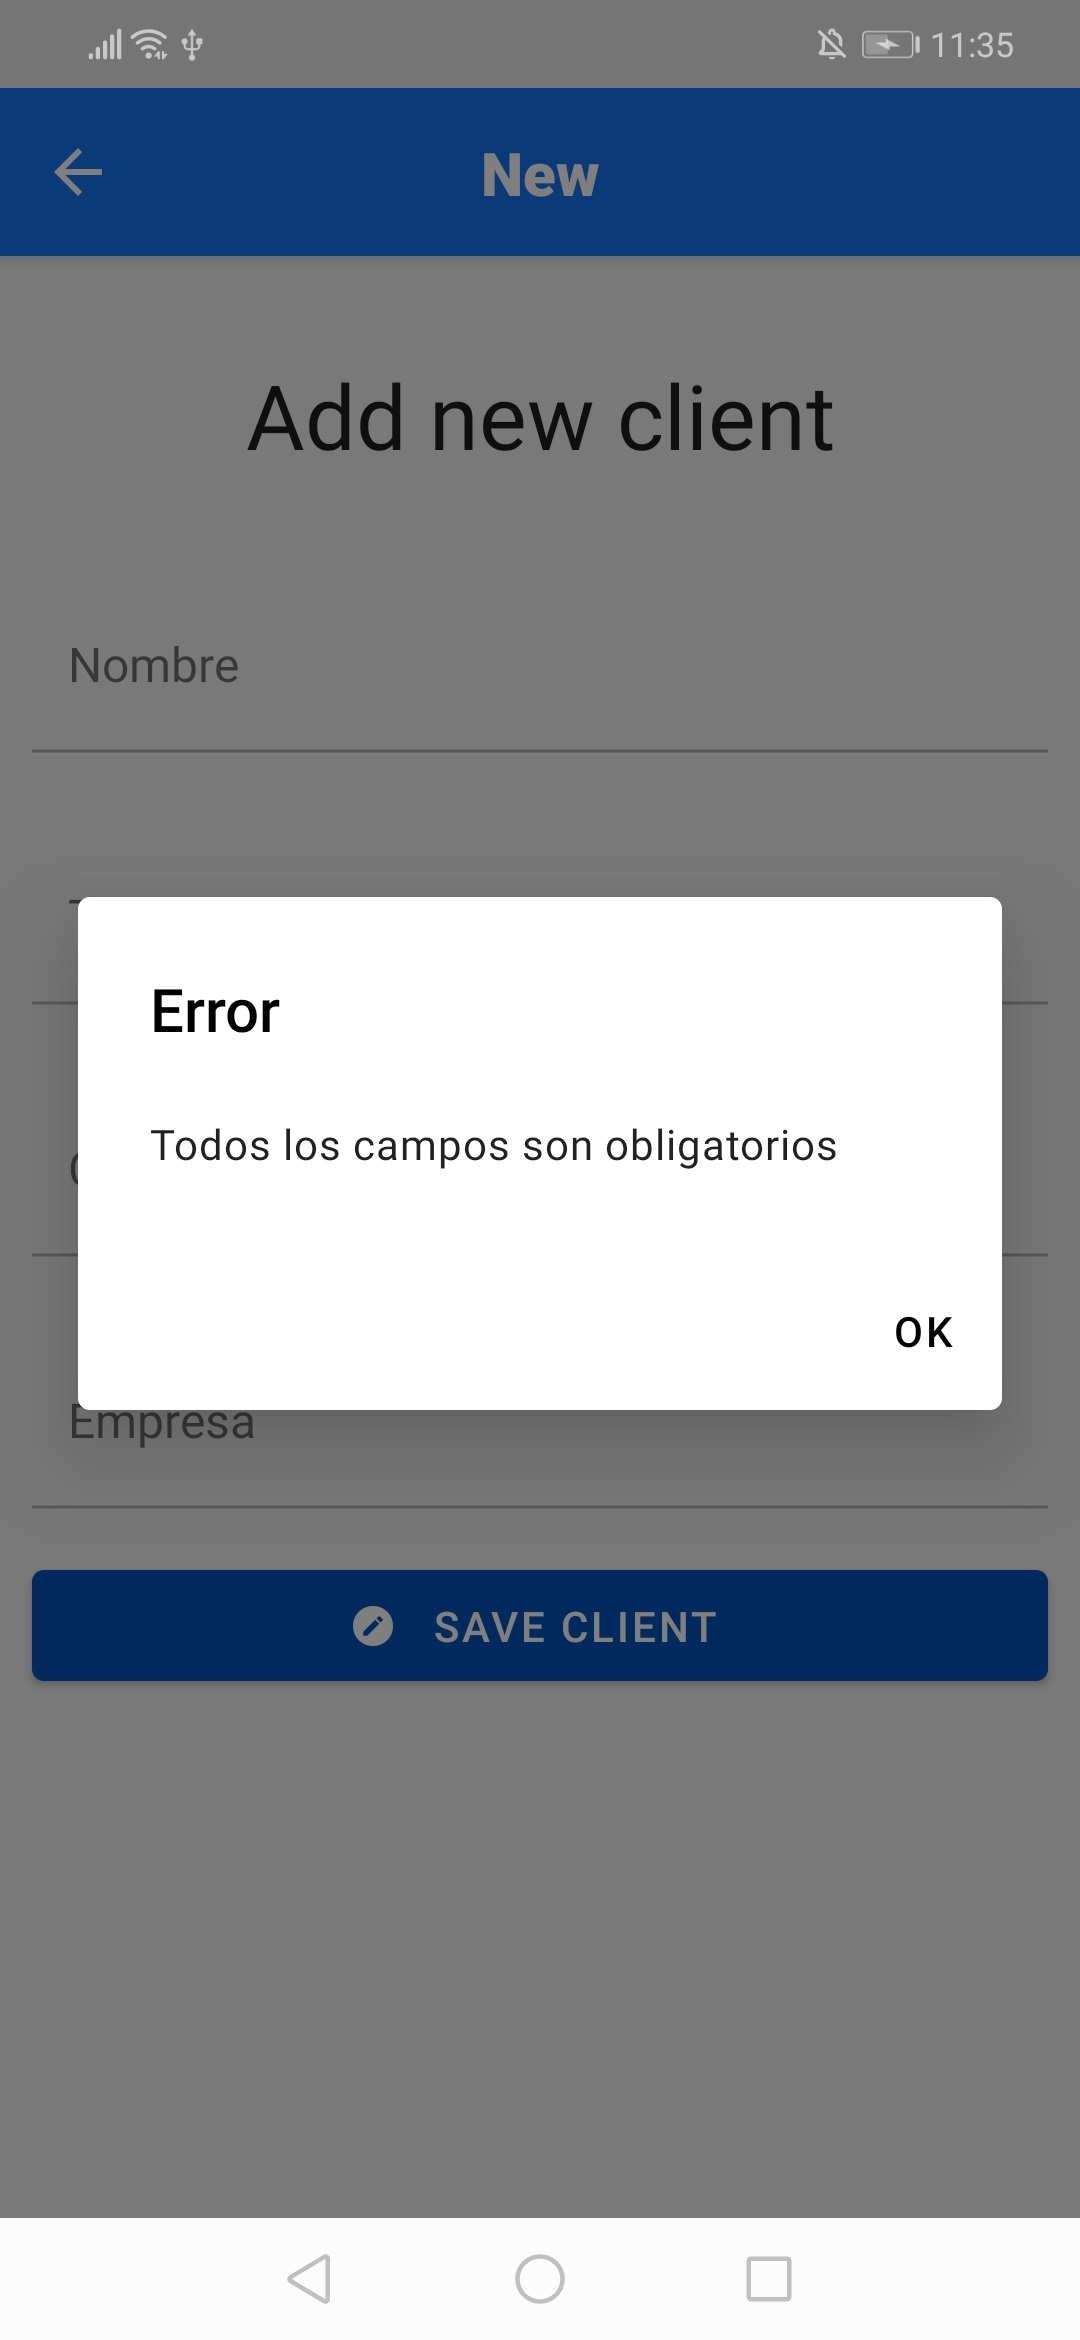 11:35
New
Add new client
Nombre
Error
Todos los campos son obligatorios
OK
Empresa
SAVE CLIENT